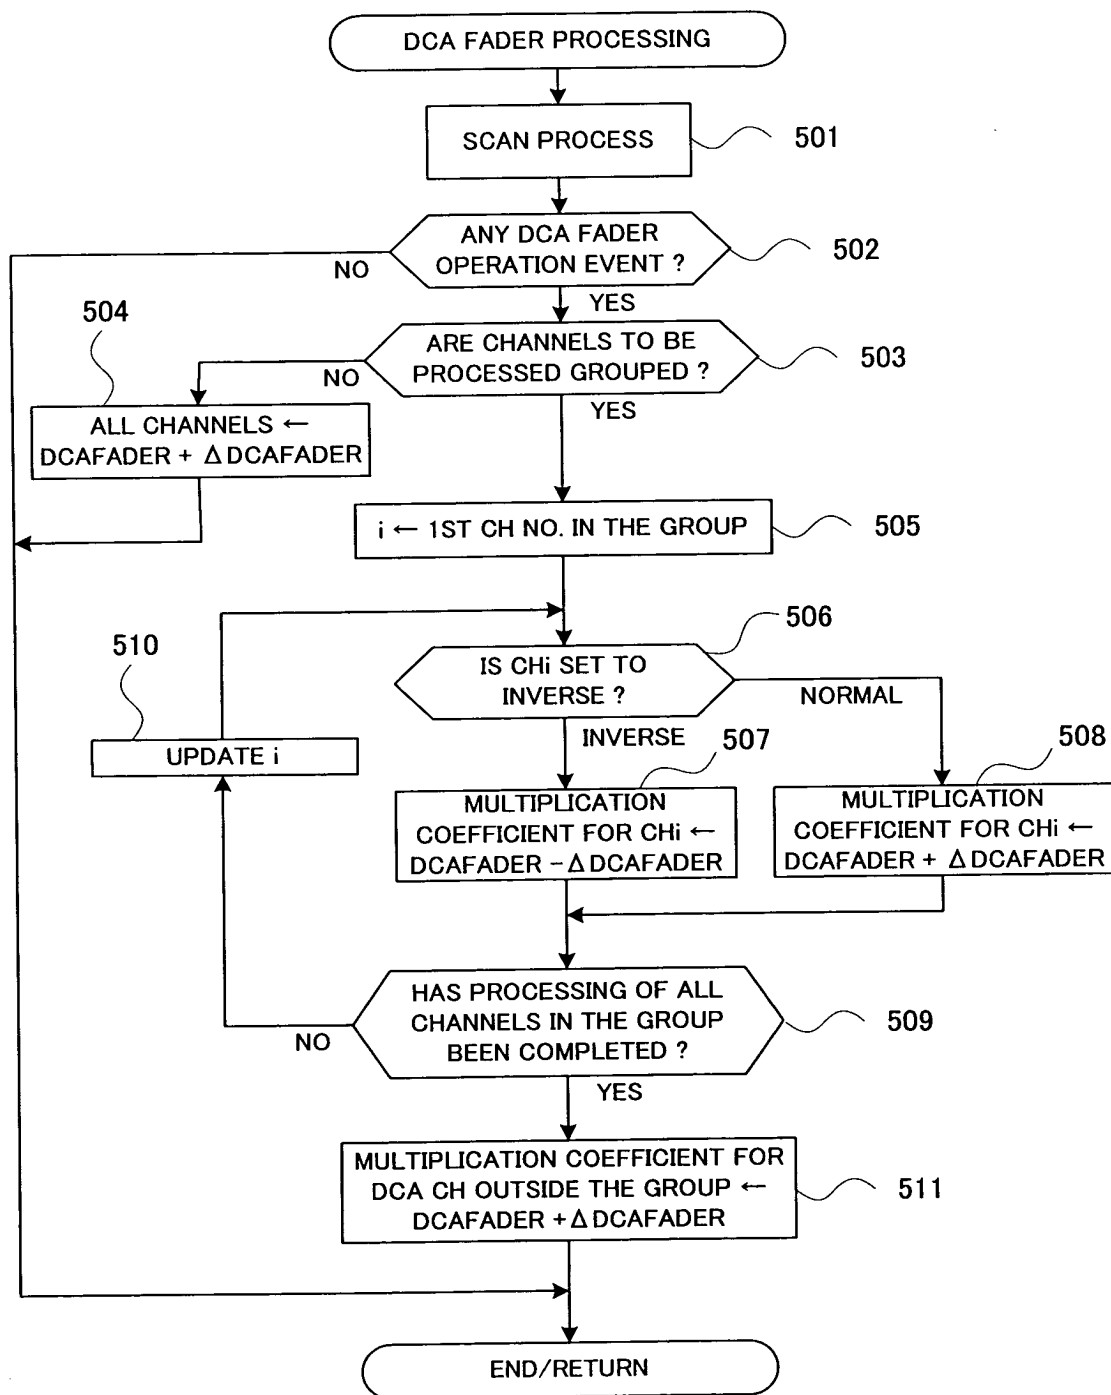 DCA FADER PROCESSING
SCAN PROCESS
501
ANY DCA FADER
OPERATION EVENT ?
502
NO
YES
504
ARE CHANNELS TO BE
PROCESSED GROUPED ?
503
NO
YES
ALL CHANNELS ←
DCAFADER + Δ DCAFADER
i ← 1ST CH NO. IN THE GROUP
505
506
510
IS CHi SET TO
INVERSE ?
NORMAL
INVERSE
507
508
UPDATE i
MULTIPLICATION
COEFFICIENT FOR CHi ←
DCAFADER − Δ DCAFADER
MULTIPLICATION
COEFFICIENT FOR CHi ←
DCAFADER + Δ DCAFADER
HAS PROCESSING OF ALL
CHANNELS IN THE GROUP
BEEN COMPLETED ?
509
NO
YES
MULTIPLICATION COEFFICIENT FOR
DCA CH OUTSIDE THE GROUP ←
DCAFADER + Δ DCAFADER
511
END/RETURN